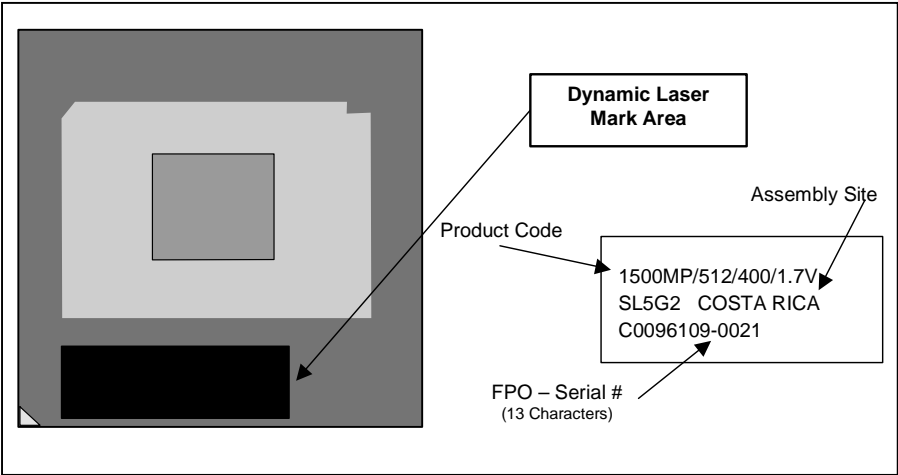 Dynamic Laser
Mark Area
Assembly Site
Product Code
1500MP/512/400/1.7V
SL5G2 COSTA RICA
C0096109-0021
FPO – Serial #
(13 Characters)